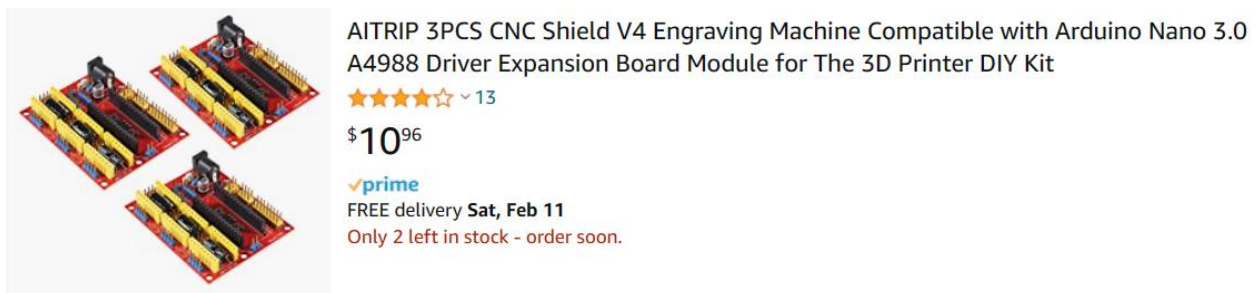 AITRIP 3PCS CNC Shield V4 Engraving Machine Compatible with Arduino Nano 3.0
A4988 Driver Expansion Board Module for The 3D Printer DIY Kit
13
$1096
prime
FREE delivery Sat, Feb 11
Only 2 left in stock - order soon.